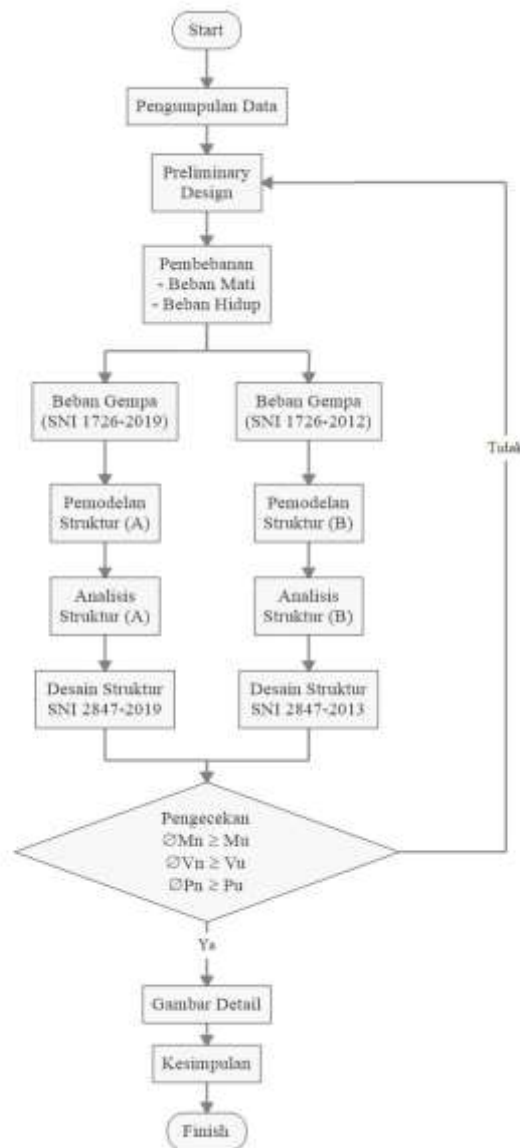 Start
Pengumpulan Data
Preliminary
Design
Pembebanan
- Beban Mati
- Beban Hidup
Beban Gempa
(SNI 1726-2019)
Beban Gempa
(SNI 1726-2012)
Pemodelan
Struktur (A)
Pemodelan
Struktur (B)
Analisis
Struktur (A)
Analisis
Struktur (B)
Desain Struktur
SNI 2847-2019
Desain Struktur
SNI 2847-2013
Tidak
Pengecekan
∅Mn ≥ Mu
∅Vn ≥ Vu
∅Pn ≥ Pu
Ya
Gambar Detail
Kesimpulan
Finish